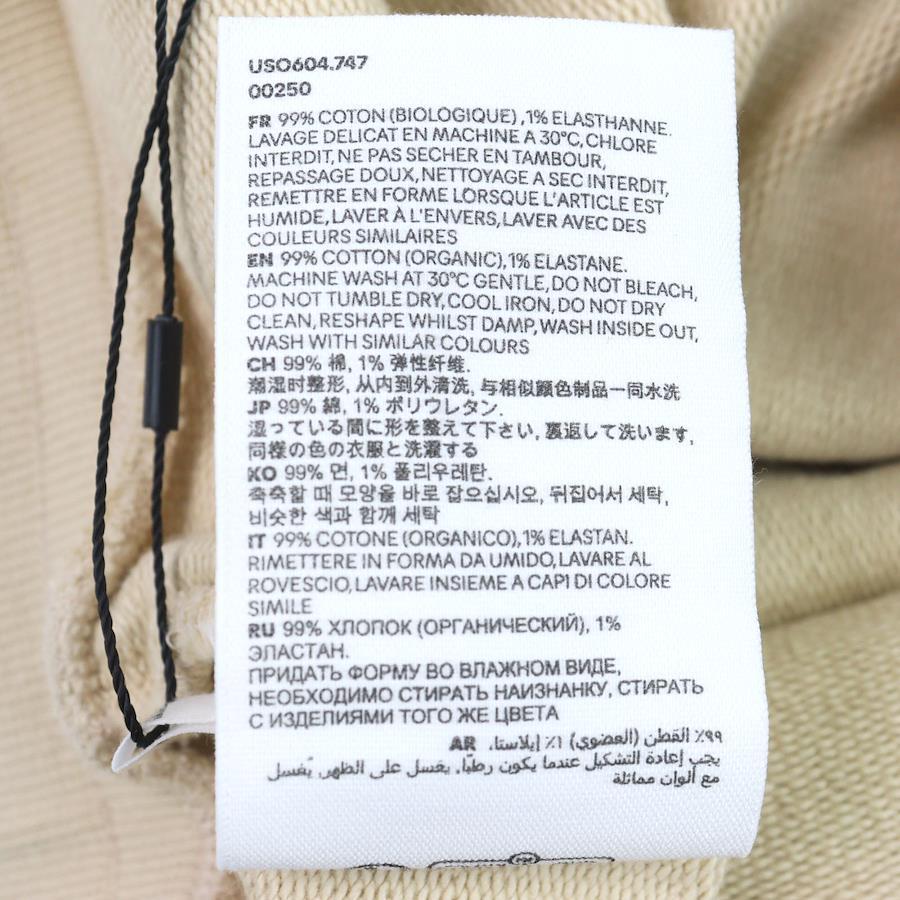 USO604.747
00250
FR 99% COTON (BIOLOGIQUE) ,1% ELASTHANNE.
LAVAGE DELICAT EN MACHINE A 30°C,CHLORE
INTERDIT,NE PAS SECHER EN TAMBOUR,
REPASSAGE DOUX,NETTOYAGE A SEC INTERDIT,
REMETTRE EN FORME LORSQUE L'ARTICLE EST
HUMIDE,LAVER À L'ENVERS,LAVER AVEC DES
COULEURS SIMILAIRES
EN 99% COTTON (ORGANIC),1% ELASTANE.
MACHINE WASH AT 30°C GENTLE,DO NOT BLEACH,
DO NOT TUMBLE DRY,COOL IRON,DO NOT DRY
CLEAN,RESHAPE WHILST DAMP,WASH INSIDE OUT,
WASH WITH SIMILAR COLOURS
CH 99% 棉, 1% 弹性纤维.
潮湿时整形, 从内到外清洗, 与相似颜色制品一同水洗
JP 99% 綿, 1% ポリウレタン.
湿っている間に形を整えて下さい, 裏返して洗います,
同様の色の衣服と洗濯する
KO 99% 면, 1% 폴리우레탄.
축축할 때 모양을 바로 잡으십시오, 뒤집어서 세탁,
비슷한 색과 함께 세탁
IT 99% COTONE (ORGANICO),1% ELASTAN.
RIMETTERE IN FORMA DA UMIDO,LAVARE AL
ROVESCIO,LAVARE INSIEME A CAPI DI COLORE
SIMILE
RU 99% ХЛОПОК (ОРГАНИЧЕСКИЙ), 1%
ЭЛАСТАН.
ПРИДАТЬ ФОРМУ ВО ВЛАЖНОМ ВИДЕ,
НЕОБХОДИМО СТИРАТЬ НАИЗНАНКУ, СТИРАТЬ
С ИЗДЕЛИЯМИ ТОГО ЖЕ ЦВЕТА
٩٩٪ القطن (العضوي) ١٪ إيلاستا. AR
يجب إعادة التشكيل عندما يكون رطبًا, يغسل على الظهر, يُغسل
مع ألوان مماثلة